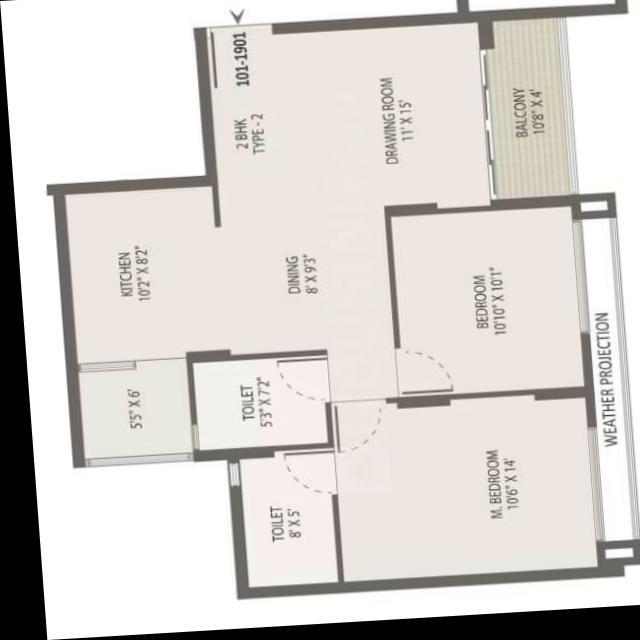 101-1901
2 BHK
TYPE - 2
DRAWING ROOM
11' X 15'
BALCONY
10'8" X 4'
KITCHEN
10'2" X 8'2"
DINING
8' X 9'3"
BEDROOM
10'10" X 10'1"
WEATHER PROJECTION
5'5" X 6'
TOILET
5'3" X 7'2"
TOILET
8' X 5'
M. BEDROOM
10'6" X 14'